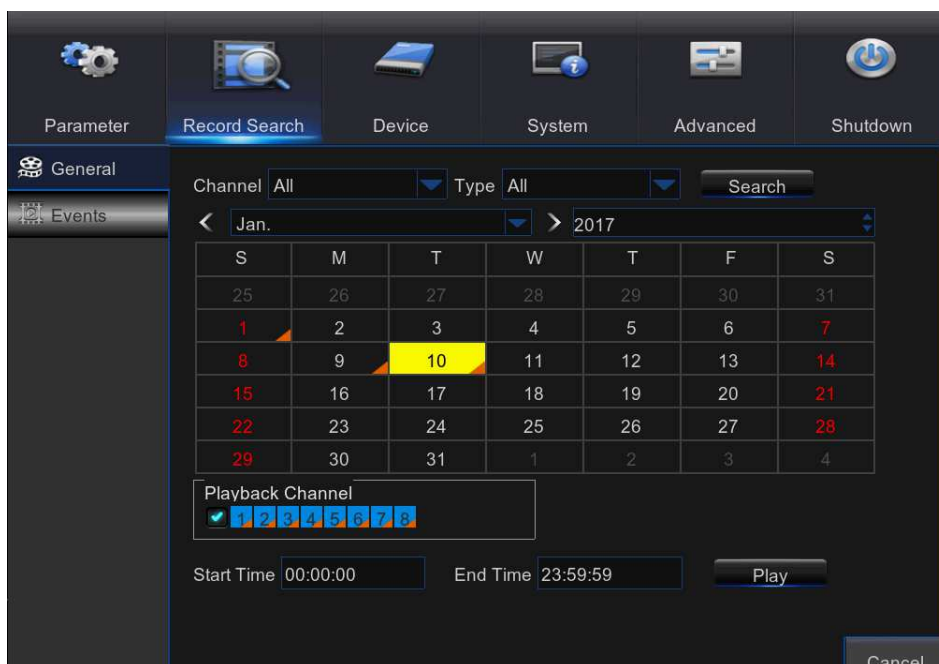 Parameter Record Search Device System Advanced Shutdown
General
Events
Channel All Type All Search
Jan. 2017
S M T W T F S
25 26 27 28 29 30 31
1 2 3 4 5 6 7
8 9 10 11 12 13 14
15 16 17 18 19 20 21
22 23 24 25 26 27 28
29 30 31 1 2 3 4
Playback Channel
1 2 3 4 5 6 7 8
Start Time 00:00:00 End Time 23:59:59 Play
Cancel